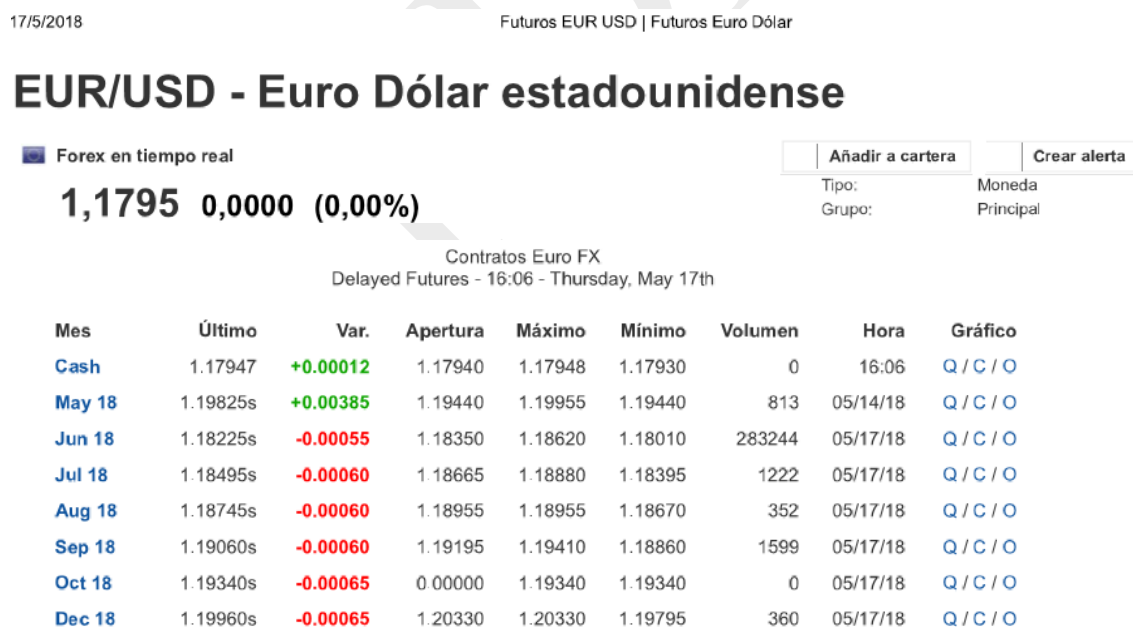 17/5/2018 Futuros EUR USD | Futuros Euro Dólar
EUR/USD - Euro Dólar estadounidense
Forex en tiempo real Añadir a cartera Crear alerta
Tipo: Moneda
1,1795 0,0000 (0,00%) Grupo: Principal
Contratos Euro FX
Delayed Futures - 16:06 - Thursday, May 17th
Mes Último Var. Apertura Máximo Mínimo Volumen Hora Gráfico
Cash 1.17947 +0.00012 1.17940 1.17948 1.17930 0 16:06 Q / C / O
May 18 1.19825s +0.00385 1.19440 1.19955 1.19440 813 05/14/18 Q / C / O
Jun 18 1.18225s -0.00055 1.18350 1.18620 1.18010 283244 05/17/18 Q / C / O
Jul 18 1.18495s -0.00060 1.18665 1.18880 1.18395 1222 05/17/18 Q / C / O
Aug 18 1.18745s -0.00060 1.18955 1.18955 1.18670 352 05/17/18 Q / C / O
Sep 18 1.19060s -0.00060 1.19195 1.19410 1.18860 1599 05/17/18 Q / C / O
Oct 18 1.19340s -0.00065 0.00000 1.19340 1.19340 0 05/17/18 Q / C / O
Dec 18 1.19960s -0.00065 1.20330 1.20330 1.19795 360 05/17/18 Q / C / O